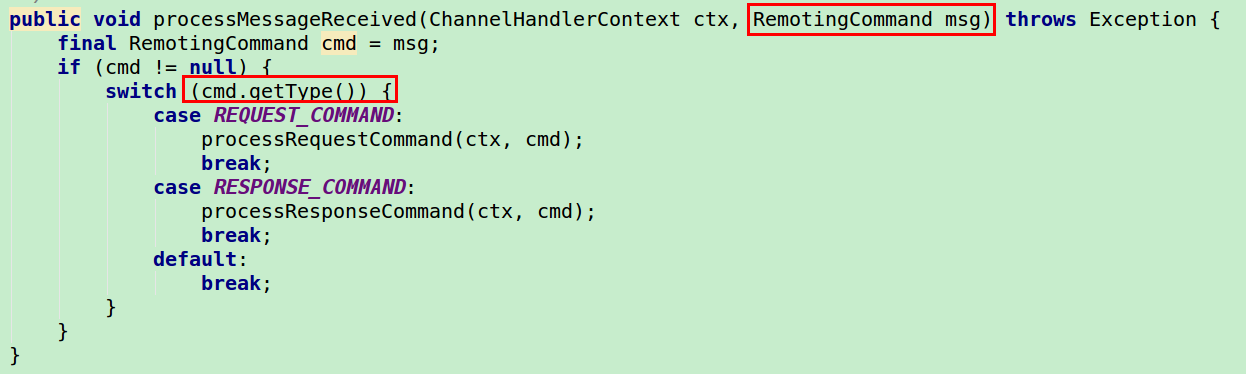 public void processMessageReceived(ChannelHandlerContext ctx, RemotingCommand msg) throws Exception {
    final RemotingCommand cmd = msg;
    if (cmd != null) {
        switch (cmd.getType()) {
            case REQUEST_COMMAND:
                processRequestCommand(ctx, cmd);
                break;
            case RESPONSE_COMMAND:
                processResponseCommand(ctx, cmd);
                break;
            default:
                break;
        }
    }
}